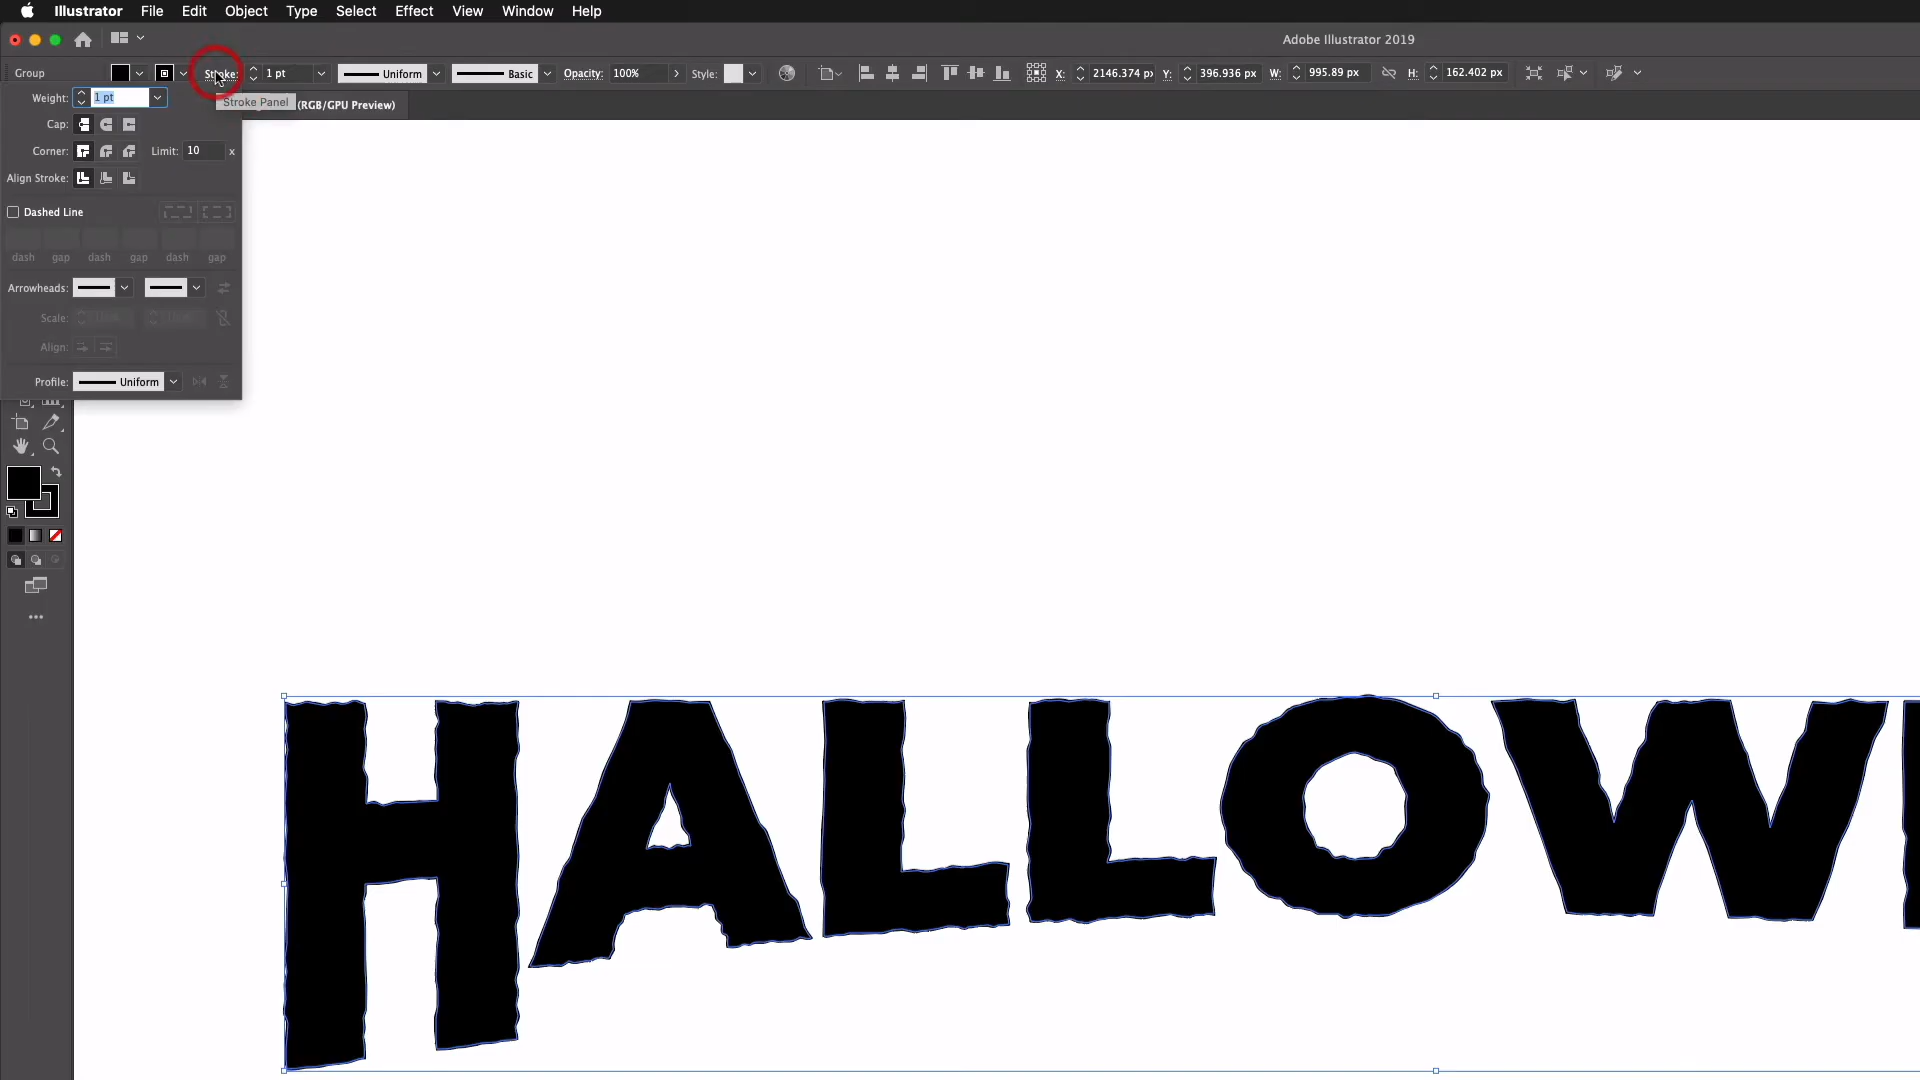 Illustrator File Edit Object Type Select Effect View Window Help
Adobe Illustrator 2019
Group Stroke: 1 pt Uniform Basic Opacity: 100% Style: X: 2146.374 px Y: 396.936 px W: 995.89 px H: 162.402 px
Weight: 1 pt
Stroke Panel (RGB/GPU Preview)
Cap:
Corner: Limit: 10 x
Align Stroke:
Dashed Line
dash gap dash gap dash gap
Arrowheads:
Scale:
Align:
Profile: Uniform
HALLOW